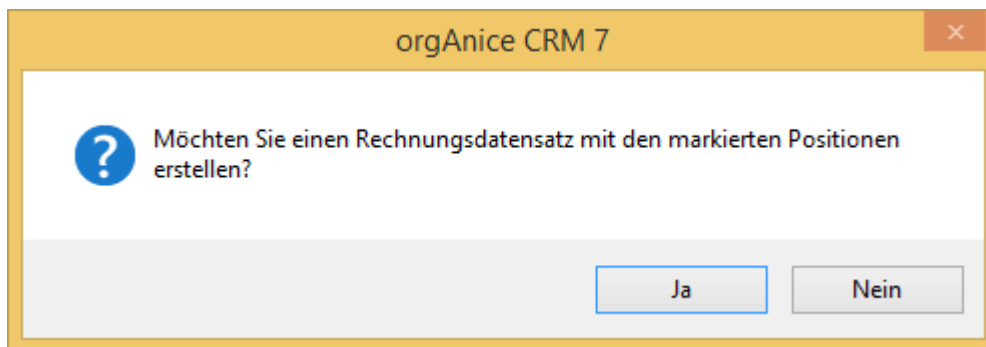 orgAnice CRM 7
Möchten Sie einen Rechnungsdatensatz mit den markierten Positionen
erstellen?
Ja
Nein